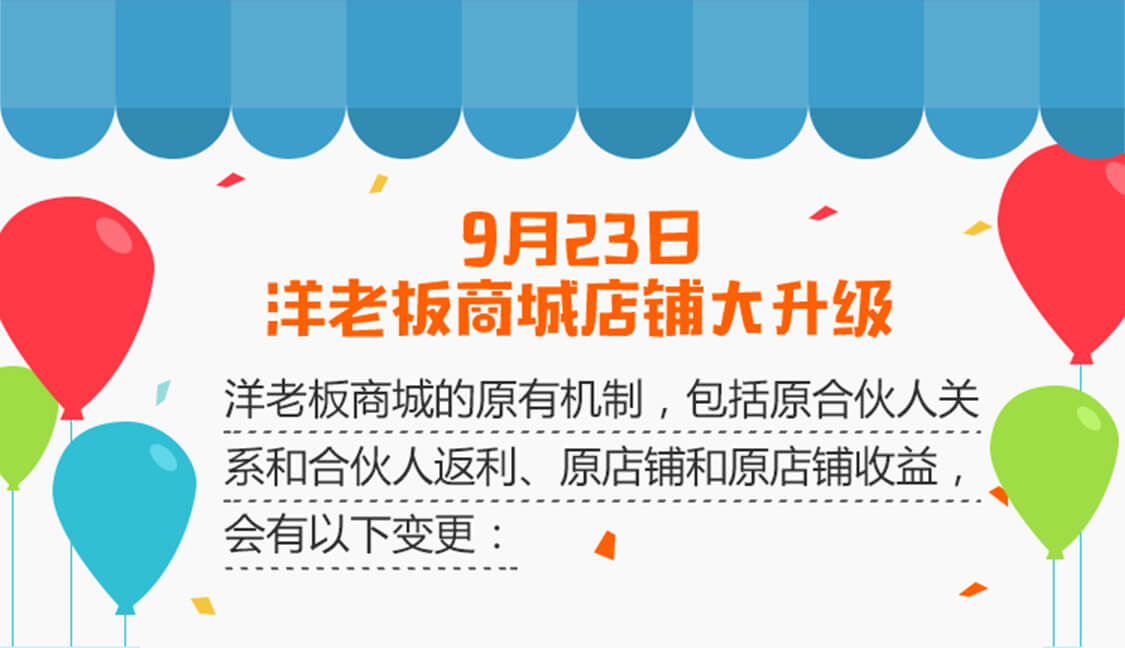 9月23日
洋老板商城店铺大升级
洋老板商城的原有机制，包括原合伙人关
系和合伙人返利、原店铺和原店铺收益，
会有以下变更：